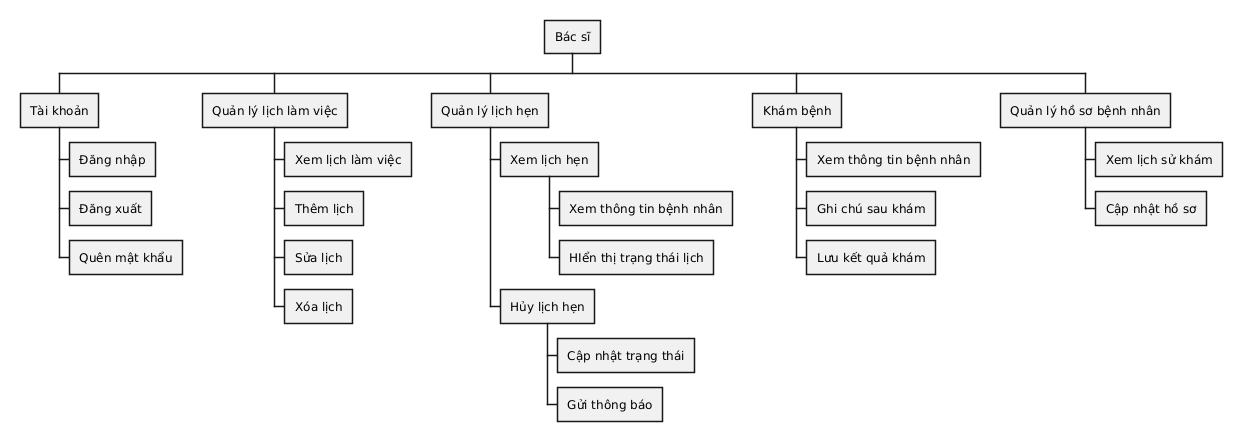 Bác sĩ
Tài khoản
Đăng nhập
Đăng xuất
Quên mật khẩu
Quản lý lịch làm việc
Xem lịch làm việc
Thêm lịch
Sửa lịch
Xóa lịch
Quản lý lịch hẹn
Xem lịch hẹn
Xem thông tin bệnh nhân
HIển thị trạng thái lịch
Hủy lịch hẹn
Cập nhật trạng thái
Gửi thông báo
Khám bệnh
Xem thông tin bệnh nhân
Ghi chú sau khám
Lưu kết quả khám
Quản lý hồ sơ bệnh nhân
Xem lịch sử khám
Cập nhật hồ sơ